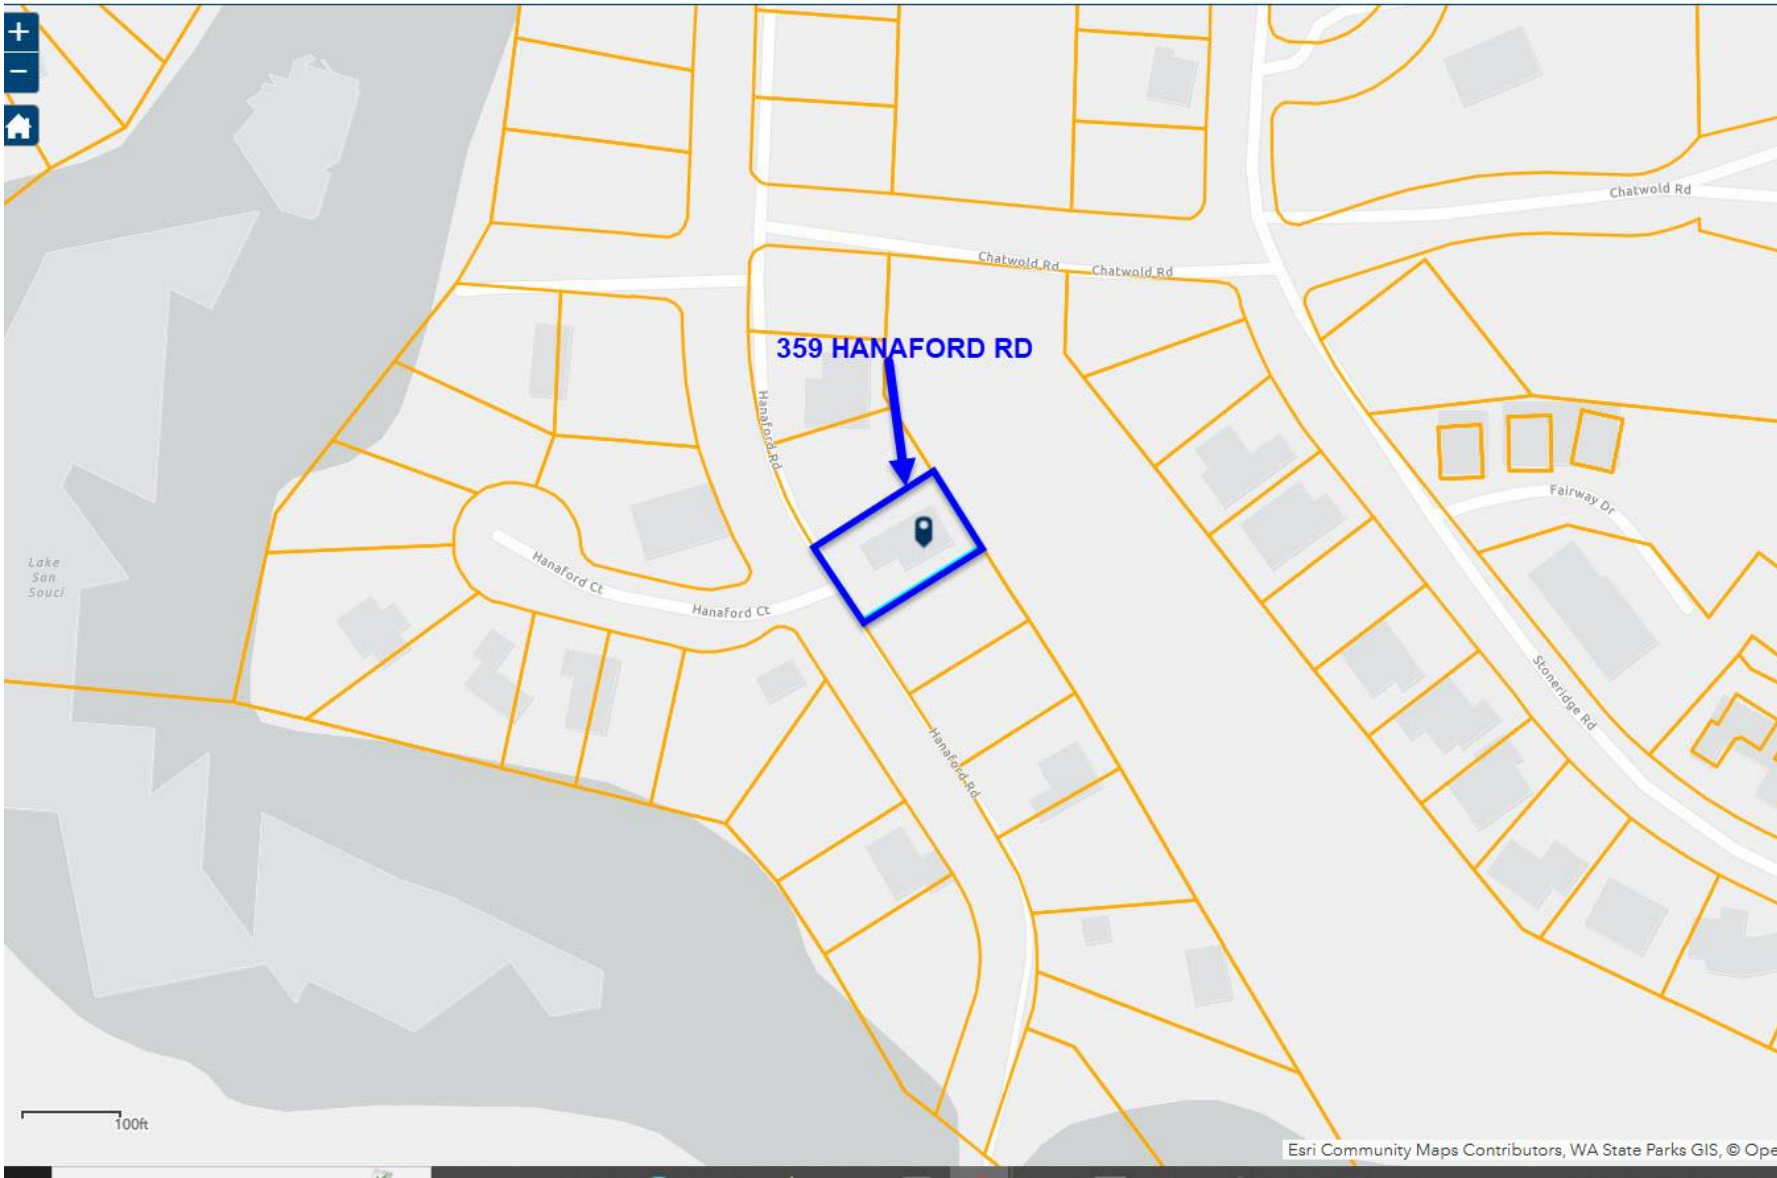 +
−
Chatwold Rd
Chatwold Rd
Chatwold Rd
359 HANAFORD RD
Hanaford Rd
Fairway Dr
Lake
San
Souci
Hanaford Ct
Hanaford Ct
Stoneridge Rd
Hanaford Rd
100ft
Esri Community Maps Contributors, WA State Parks GIS, © Ope